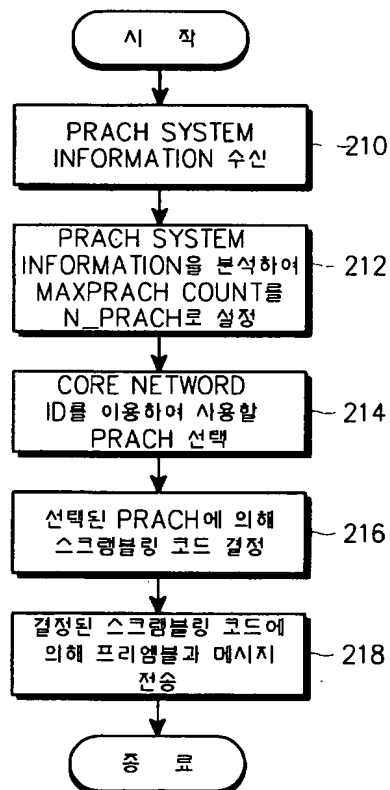 시 작
PRACH SYSTEM
INFORMATION 수신
210
PRACH SYSTEM
INFORMATION을 분석하여
MAXPRACH COUNT를
N_PRACH로 설정
212
CORE NETWORD
ID를 이용하여 사용할
PRACH 선택
214
선택된 PRACH에 의해
스크램블링 코드 결정
216
결정된 스크램블링 코드에
의해 프리엠블과 메시지
전송
218
종 료